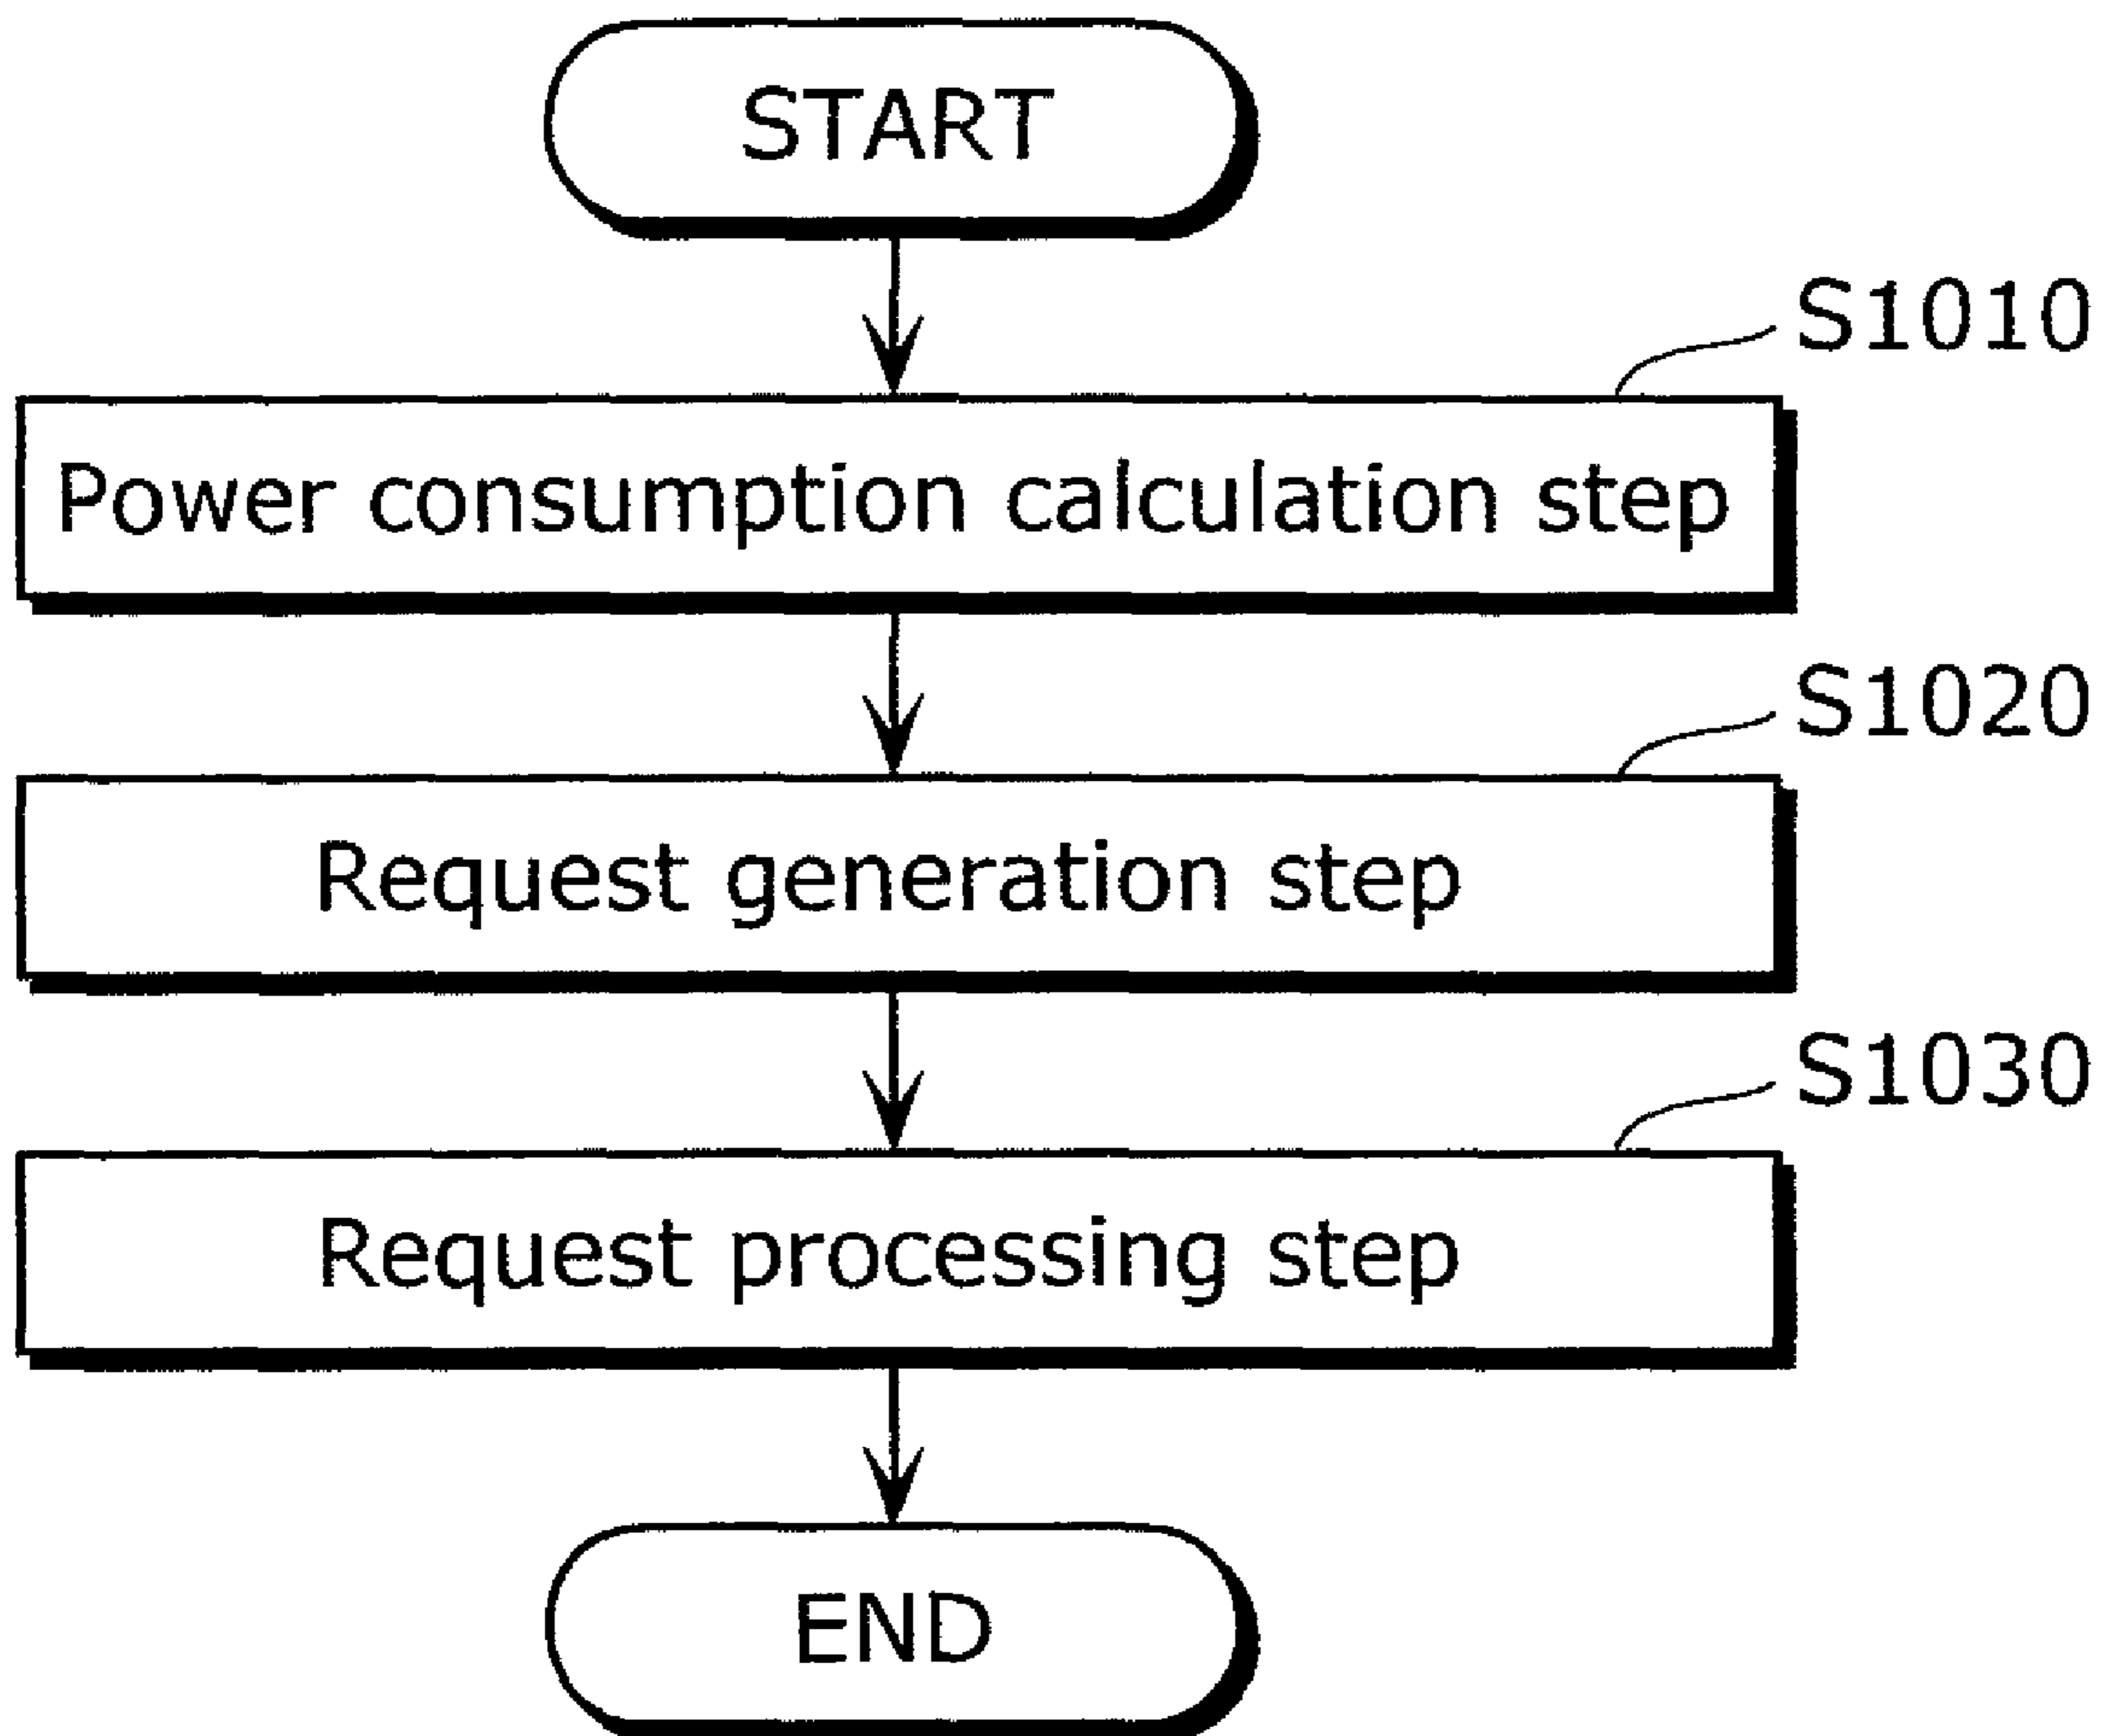 START
S1010
Power consumption calculation step
S1020
Request generation step
S1030
Request processing step
END